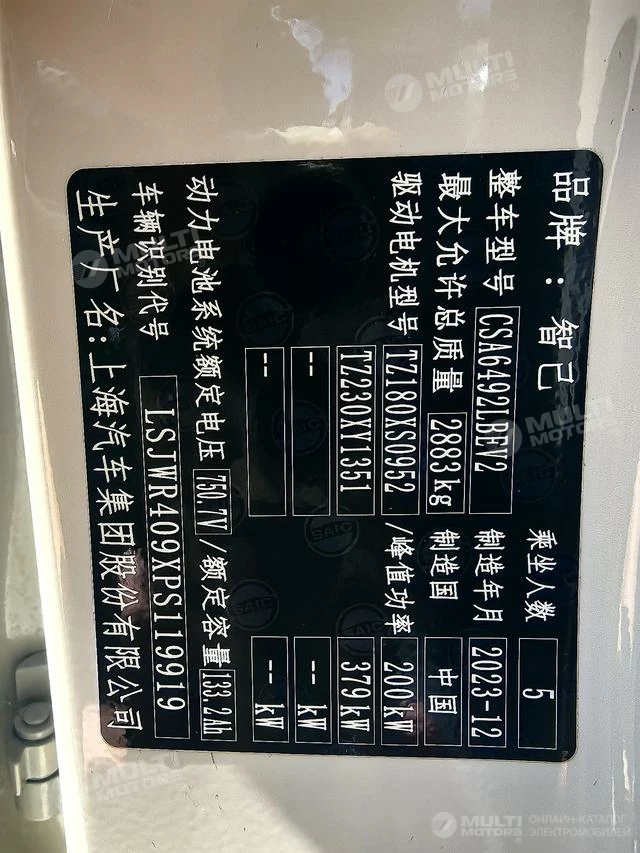 品牌：智己 乘坐人数 5
整车型号 CSA6492LBEV2 制造年月 2023-12
最大允许总质量 2883kg 制造国 中国
驱动电机型号 TZ180XS0952 /峰值功率 200kW
TZ230XY1351 379kW
-- --kW
-- --kW
动力电池系统额定电压 750.7V /额定容量 133.2Ah
车辆识别代号 LSJWR409XPS119919
生产厂名:上海汽车集团股份有限公司
SAIC
SAIC
SAIC
SAIC
MULTI MOTORS
MULTI MOTORS
MULTI MOTORS
MULTI MOTORS
MULTI MOTORS ОНЛАЙН-КАТАЛОГ ЭЛЕКТРОМОБИЛЕЙ